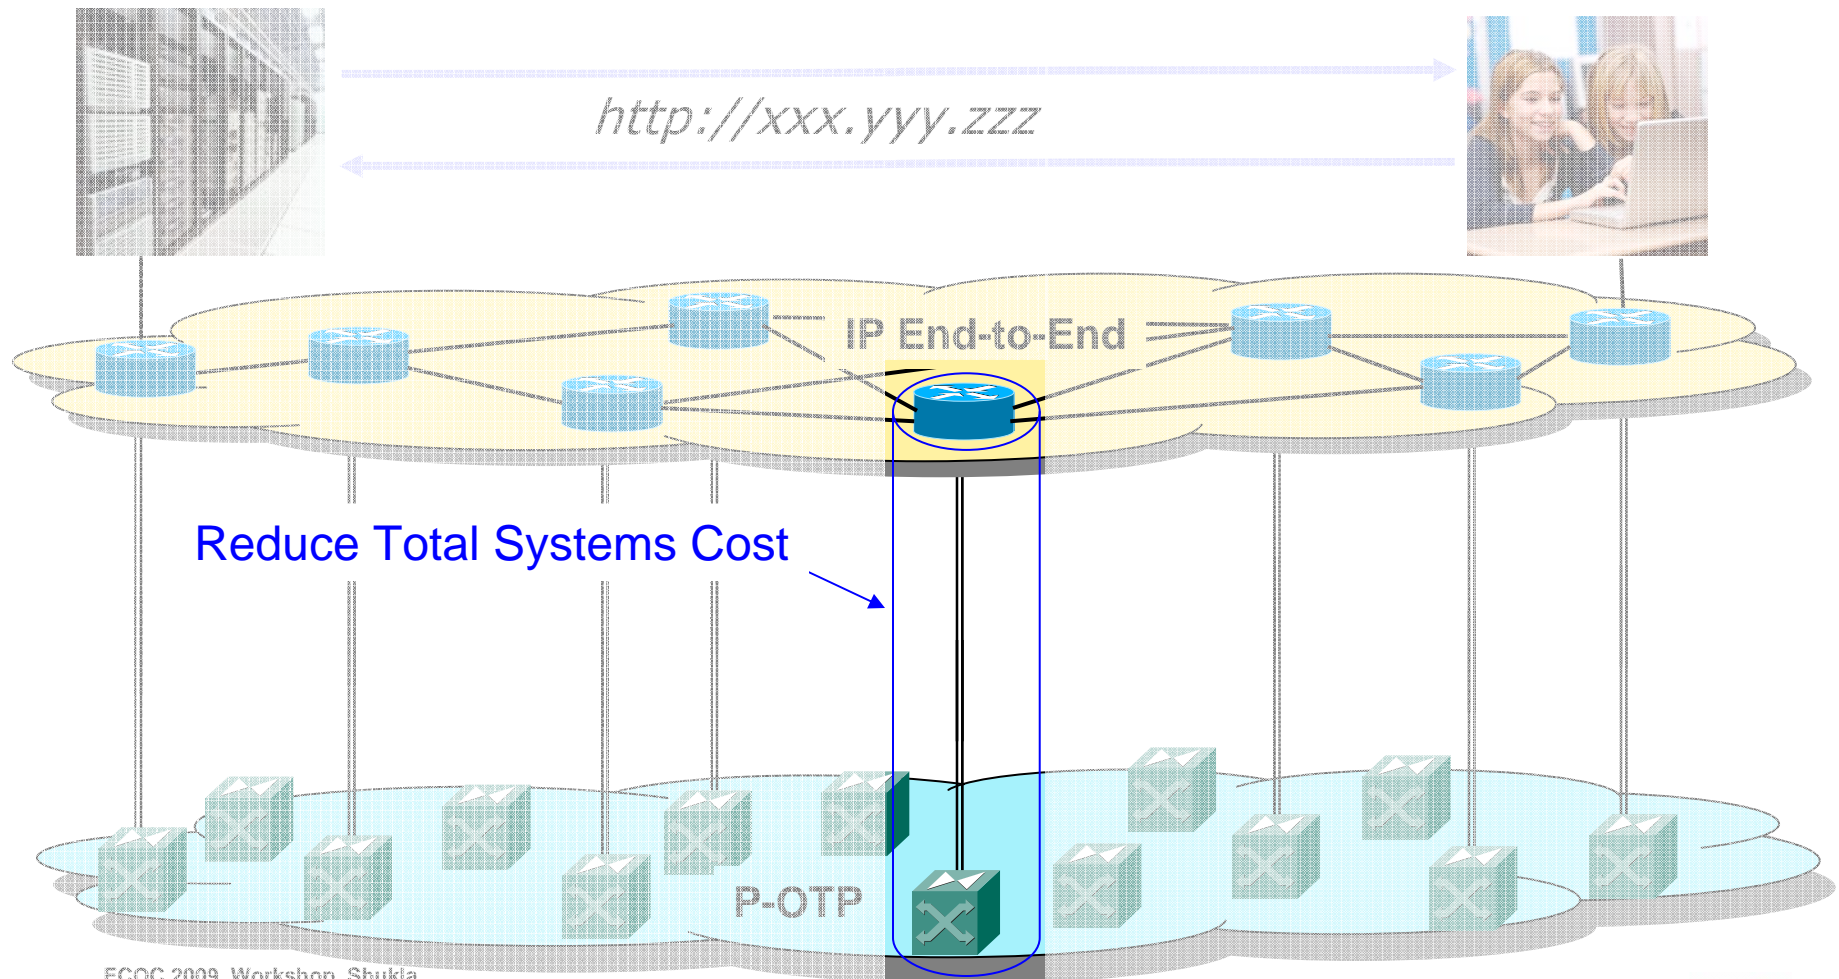 http://xxx.yyy.zzz
IP End-to-End
Reduce Total Systems Cost
P-OTP
ECOC 2009 Workshop Shukla